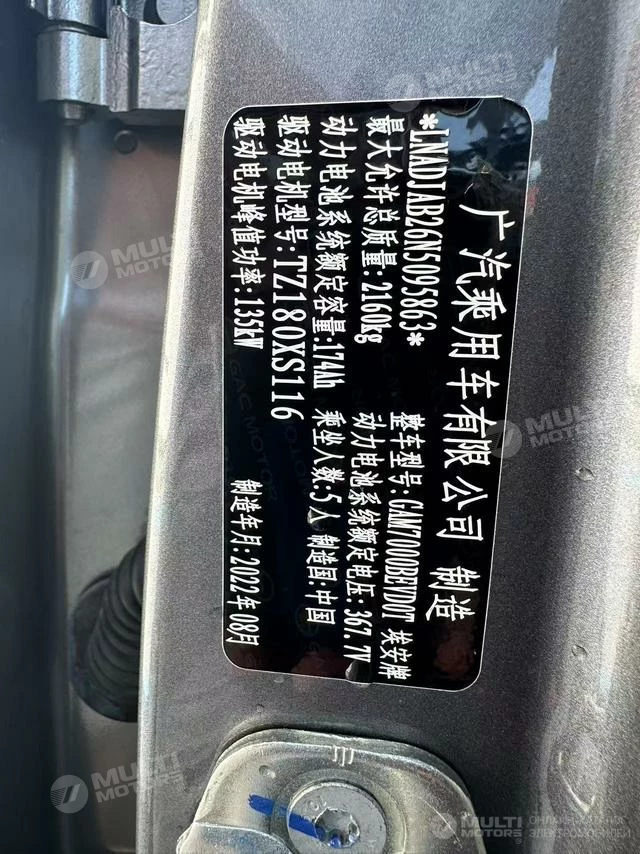 广汽乘用车有限公司 制造
*LNADJAB26N5095863* 整车型号:GAM7000BEVD0T 埃安牌
最大允许总质量:2160kg 动力电池系统额定电压:367.7V
动力电池系统额定容量:174Ah 乘坐人数:5人 制造国:中国
驱动电机型号:TZ180XS116
驱动电机峰值功率:135kW 制造年月:2022年08月
GAC MOTOR
MULTI
MOTORS
MULTI
MOTORS
MULTI
MOTORS
MULTI
MOTORS
ОНЛАЙН-ПРОДАЖА
ЭЛЕКТРОМОБИЛЕЙ